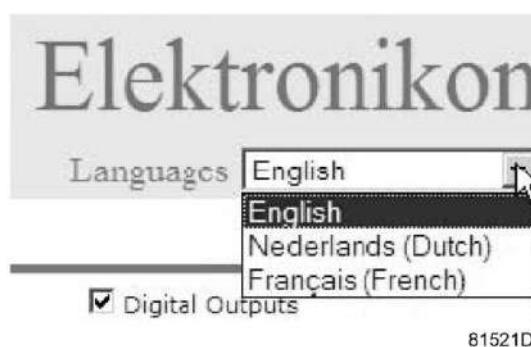 Elektronikon
Languages English
English
Nederlands (Dutch)
Français (French)
Digital Outputs
81521D